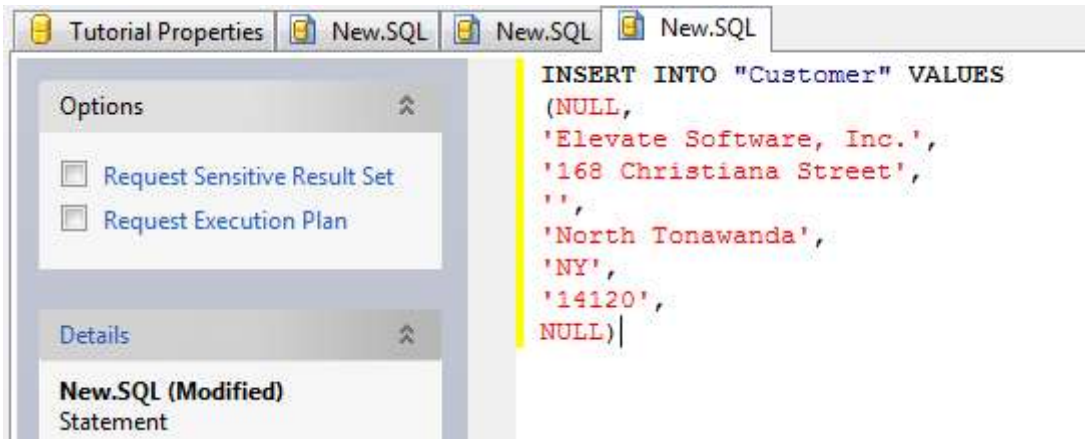 Tutorial Properties New.SQL New.SQL New.SQL
Options
Request Sensitive Result Set
Request Execution Plan
Details
New.SQL (Modified)
Statement
INSERT INTO "Customer" VALUES
(NULL,
'Elevate Software, Inc.',
'168 Christiana Street',
'',
'North Tonawanda',
'NY',
'14120',
NULL)